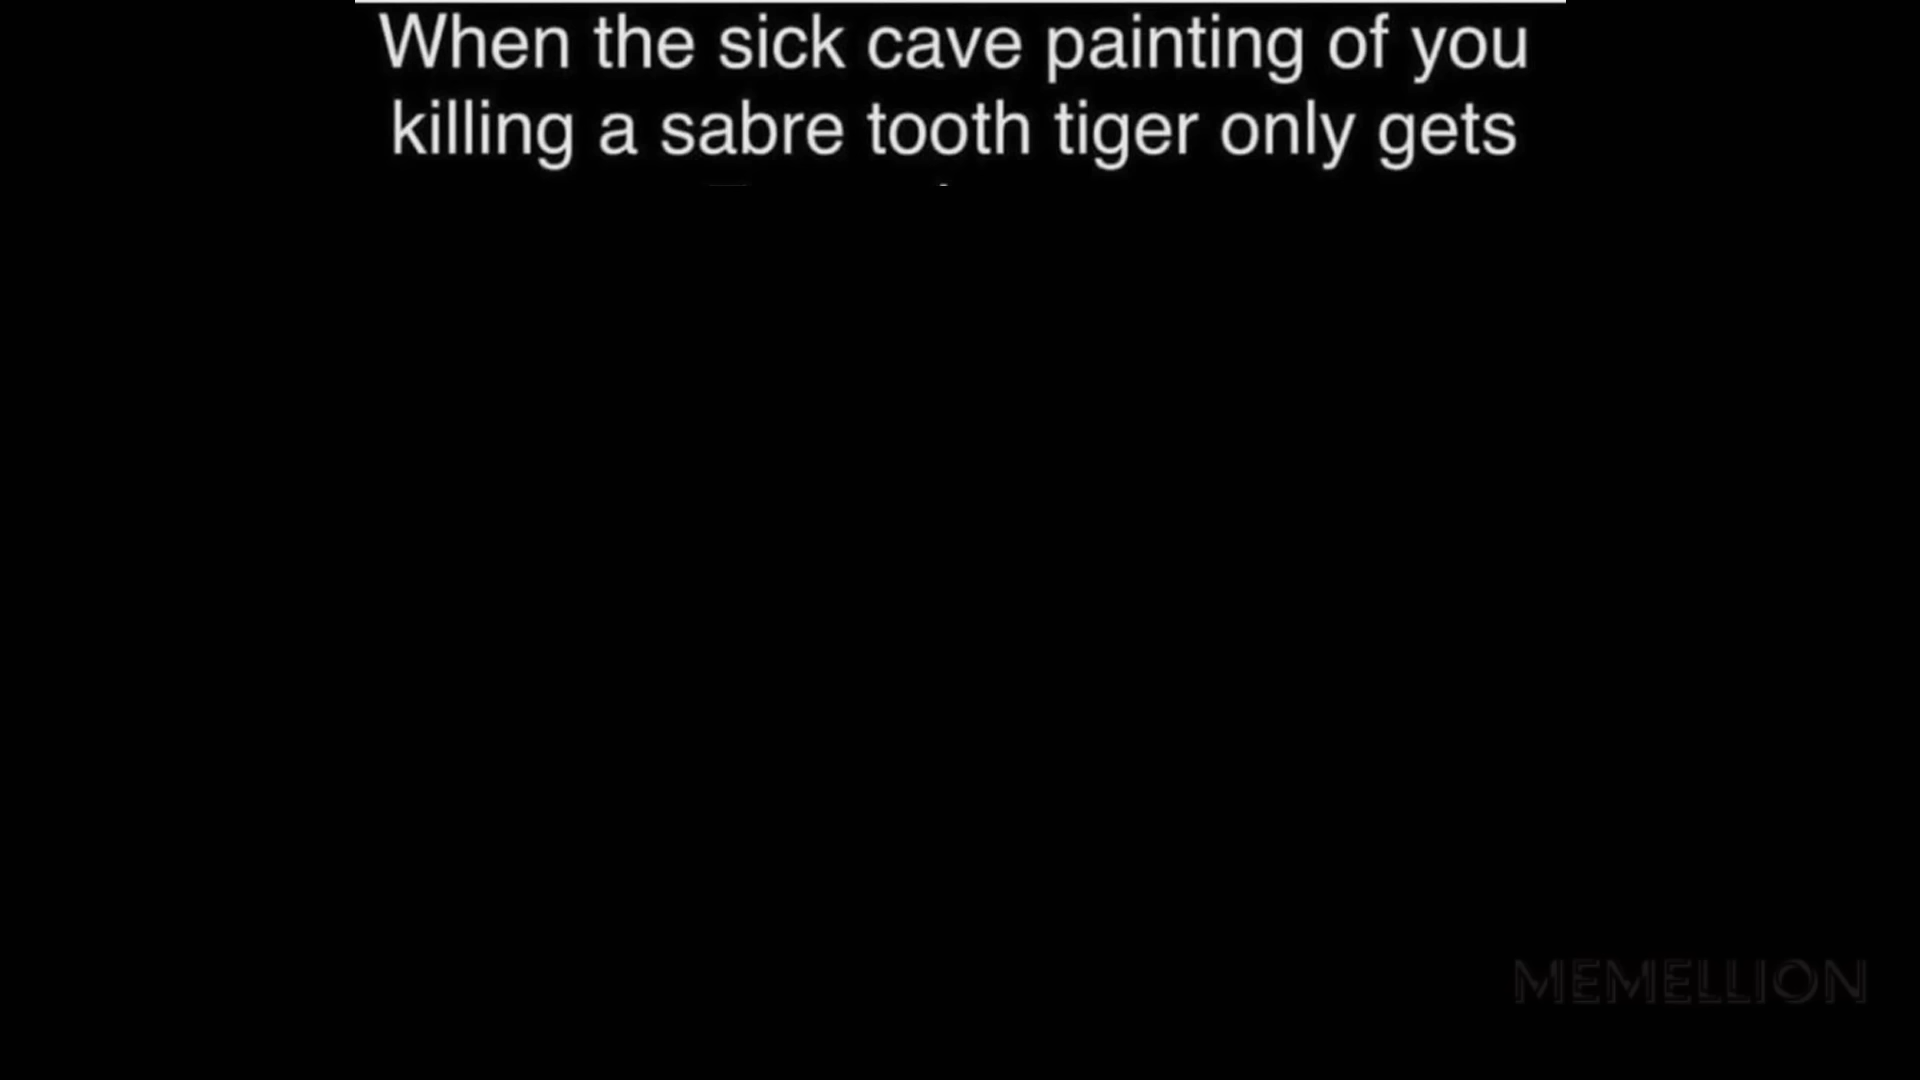 When the sick cave painting of you
killing a sabre tooth tiger only gets
MEMELLION